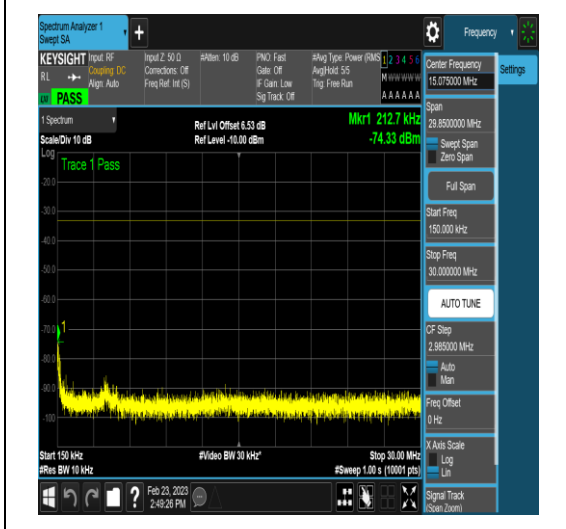 Spectrum Analyzer 1
Swept SA
Frequency
KEYSIGHT
RL
PASS
Input: RF
Coupling: DC
Align: Auto
Input Z: 50 Ω
Corrections: Off
Freq Ref: Int (S)
#Atten: 10 dB
PNO: Fast
Gate: Off
IF Gain: Low
Sig Track: Off
#Avg Type: Power (RMS
Avg|Hold: 5/5
Trig: Free Run
1 2 3 4 5 6
M W W W W W
A A A A A A
1 Spectrum
Scale/Div 10 dB
Ref Lvl Offset 6.53 dB
Ref Level -10.00 dBm
Mkr1 212.7 kHz
-74.33 dBm
Log
Trace 1 Pass
-20.0
-30.0
-40.0
-50.0
-60.0
-70.0
-80.0
-90.0
-100
1
Start 150 kHz
#Res BW 10 kHz
#Video BW 30 kHz*
Stop 30.00 MHz
#Sweep 1.00 s (10001 pts)
Feb 23, 2023
2:49:26 PM
Center Frequency
15.075000 MHz
Settings
Span
29.8500000 MHz
Swept Span
Zero Span
Full Span
Start Freq
150.000 kHz
Stop Freq
30.000000 MHz
AUTO TUNE
CF Step
2.985000 MHz
Auto
Man
Freq Offset
0 Hz
X Axis Scale
Log
Lin
Signal Track
(Span Zoom)